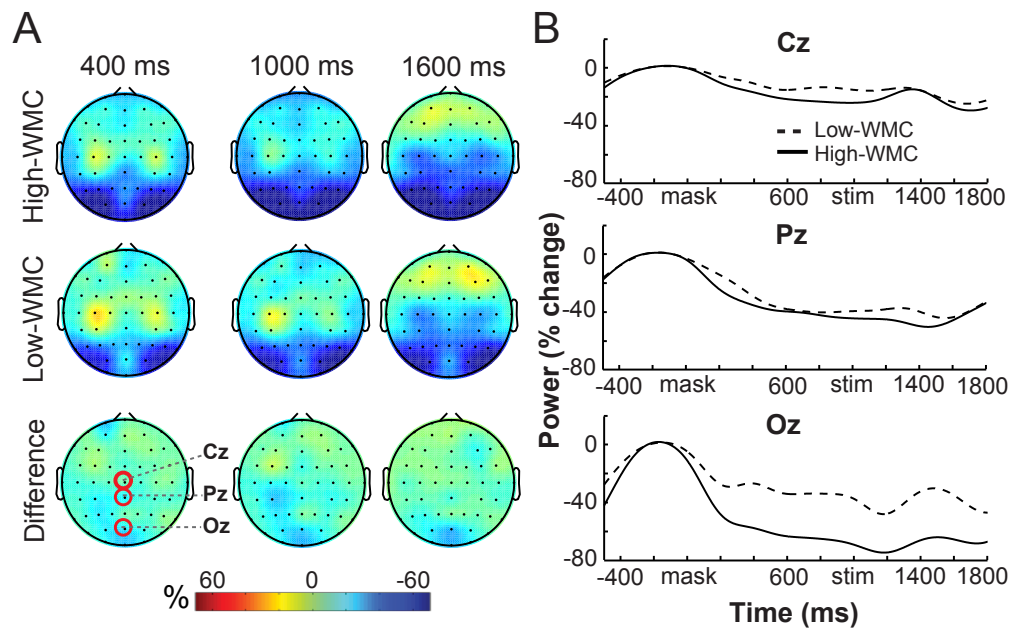 A
400 ms
1000 ms
1600 ms
High-WMC
Low-WMC
Difference
Cz
Pz
Oz
% 60 0 -60
B
Power (% change)
Cz
0
-40
-80
Low-WMC
High-WMC
-400 mask 600 stim 1400 1800
Pz
0
-40
-80
-400 mask 600 stim 1400 1800
Oz
0
-40
-80
-400 mask 600 stim 1400 1800
Time (ms)